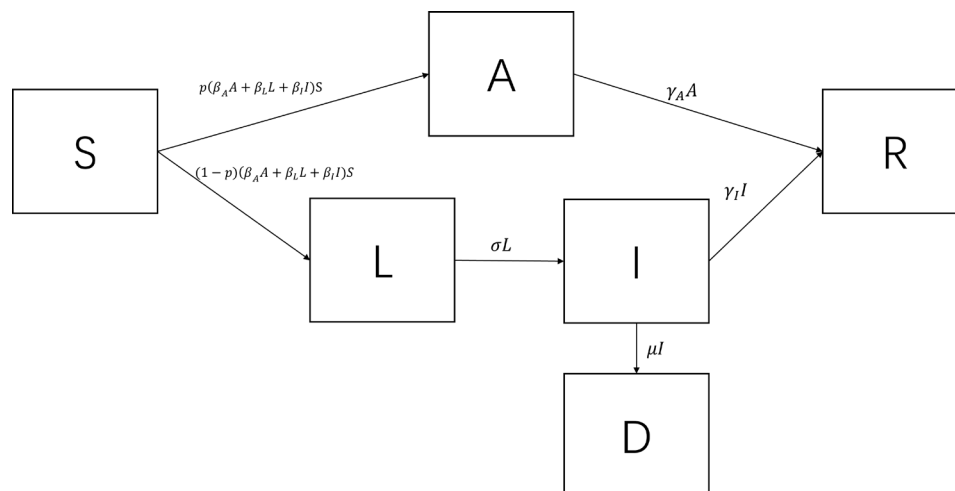 A
p(β_A A + β_L L + β_I I)S
γ_A A
S
R
(1 − p)(β_A A + β_L L + β_I I)S
γ_I I
L
σL
I
μI
D